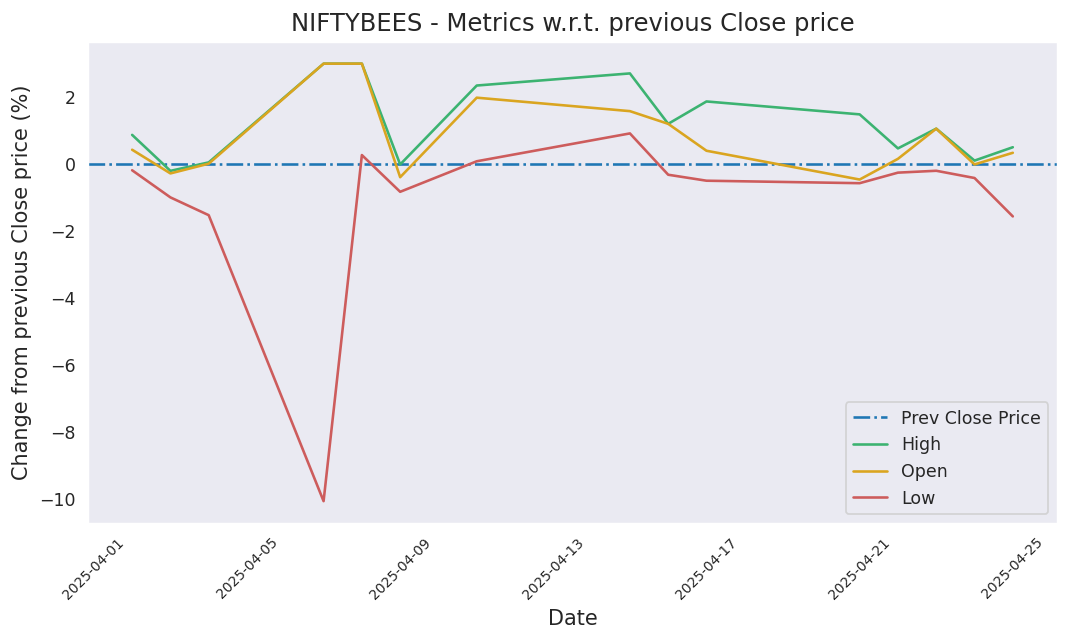 NIFTYBEES - Metrics w.r.t. previous Close price
Change from previous Close price (%)
2
0
−2
−4
−6
−8
−10
Prev Close Price
High
Open
Low
2025-04-01
2025-04-05
2025-04-09
2025-04-13
2025-04-17
2025-04-21
2025-04-25
Date